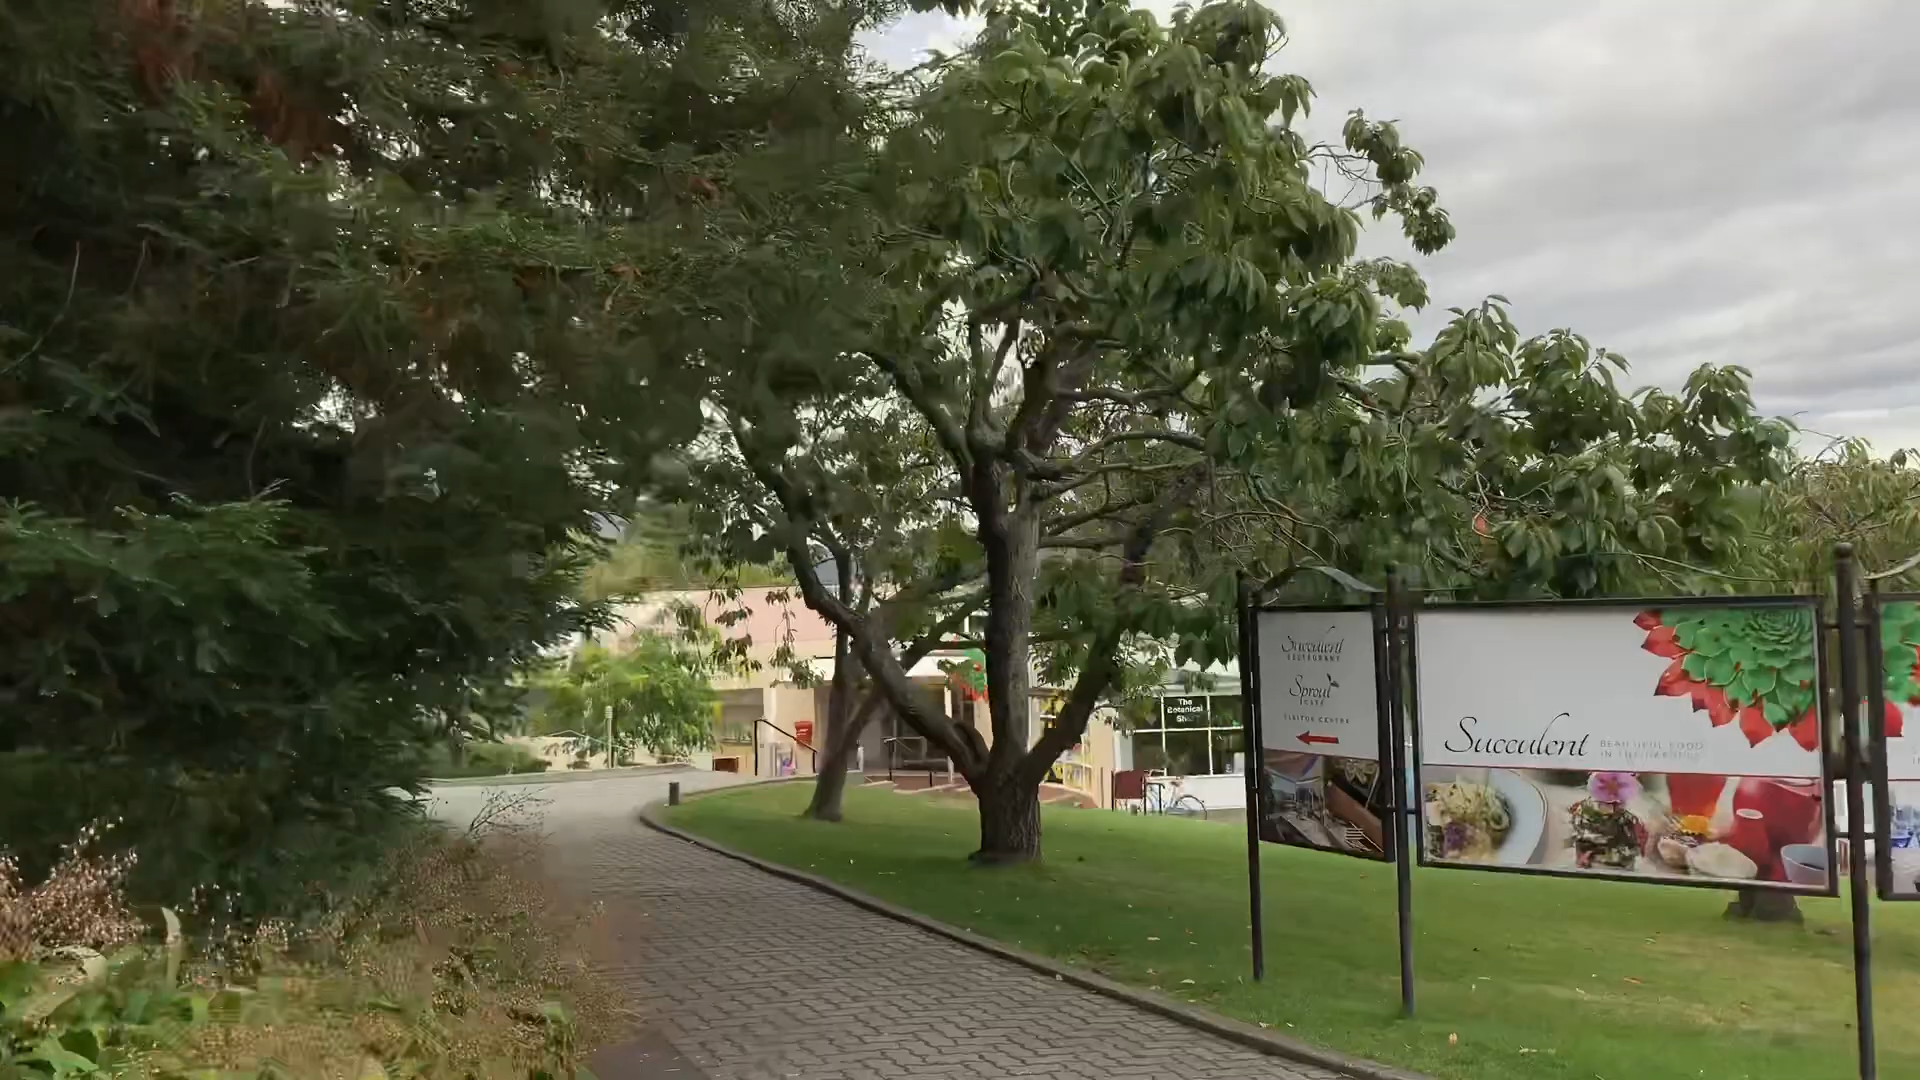 Succulent
RESTAURANT
Sprout
CAFE
VISITOR CENTRE
Succulent BEAUTIFUL FOOD
IN THE GARDENS
The
Botanical
Shop